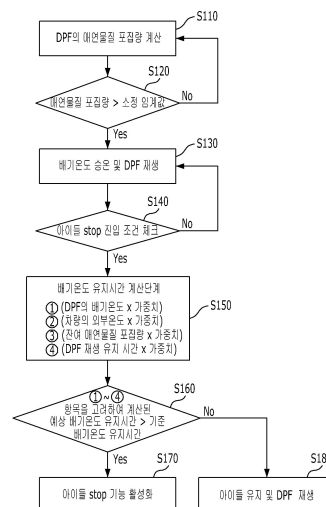 S110
DPF의 매연물질 포집량 계산
S120
매연물질 포집량 > 소정 임계값
No
Yes
S130
배기온도 승온 및 DPF 재생
S140
아이들 stop 진입 조건 체크
No
Yes
배기온도 유지시간 계산단계
① (DPF의 배기온도 x 가중치)
② (차량의 외부온도 x 가중치)
③ (잔여 매연물질 포집량 x 가중치)
④ (DPF 재생 유지 시간 x 가중치)
S150
S160
①~④
항목을 고려하여 계산된
예상 배기온도 유지시간 > 기준
배기온도 유지시간
No
Yes
S170
아이들 stop 기능 활성화
S18
아이들 유지 및 DPF 재생